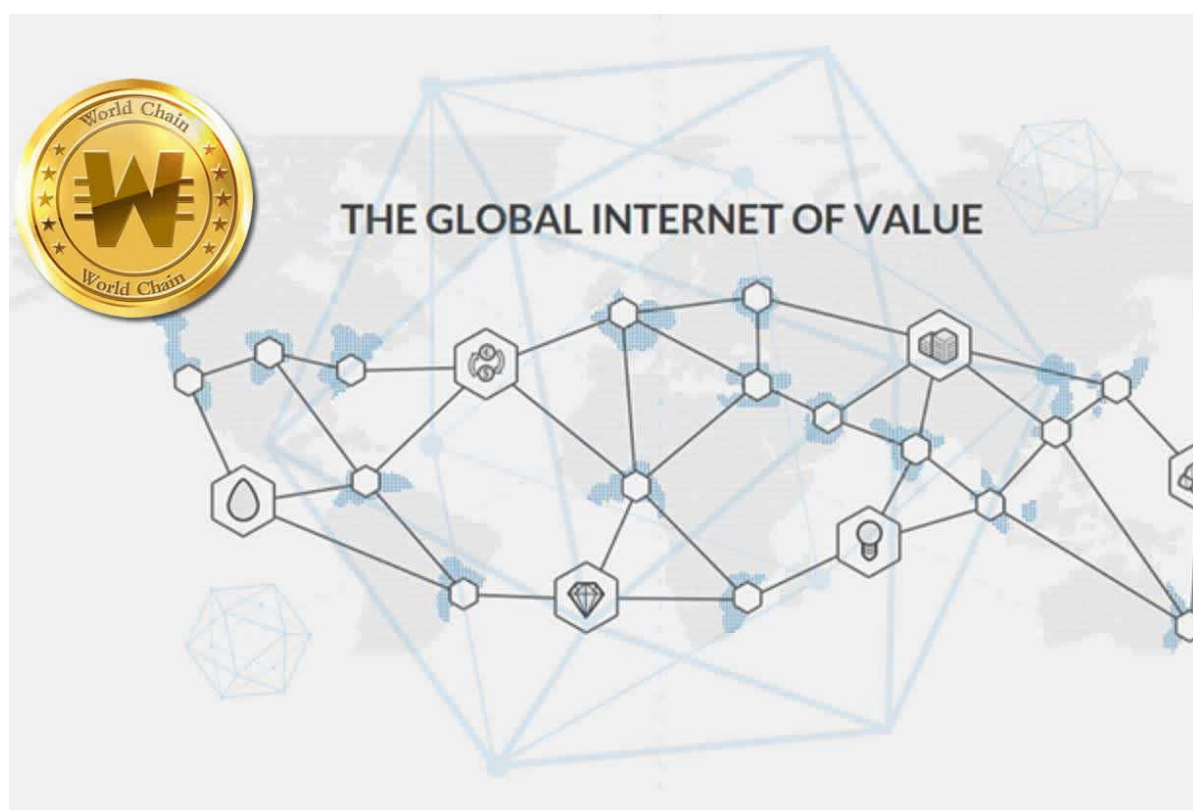 World Chain
W
World Chain
THE GLOBAL INTERNET OF VALUE
€
$